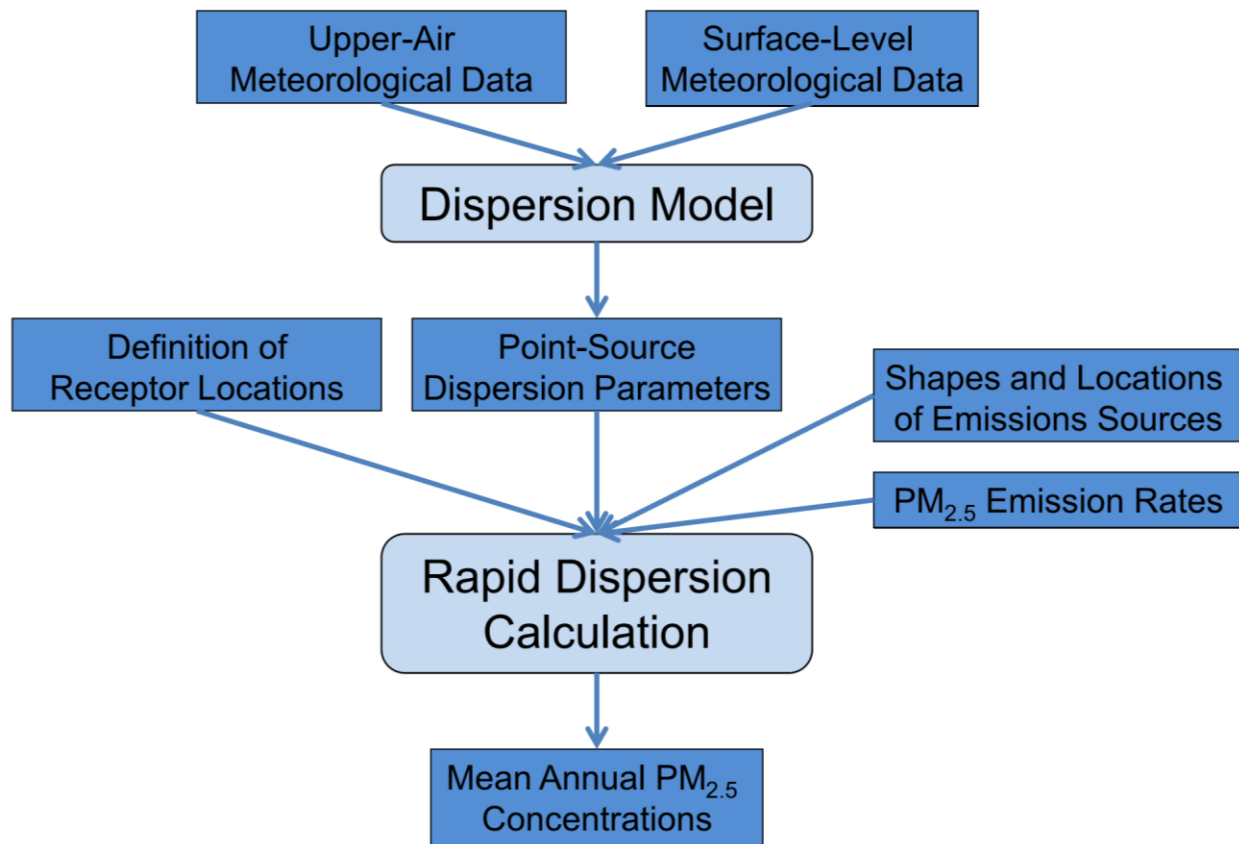 Upper-Air
Meteorological Data
Surface-Level
Meteorological Data
Dispersion Model
Definition of
Receptor Locations
Point-Source
Dispersion Parameters
Shapes and Locations
of Emissions Sources
PM2.5 Emission Rates
Rapid Dispersion
Calculation
Mean Annual PM2.5
Concentrations